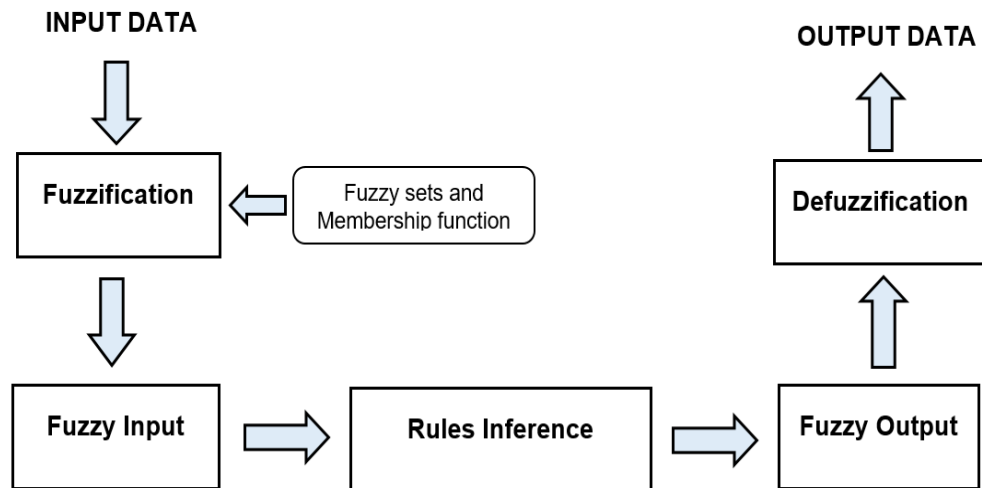 INPUT DATA
OUTPUT DATA
Fuzzification
Fuzzy sets and
Membership function
Defuzzification
Fuzzy Input
Rules Inference
Fuzzy Output